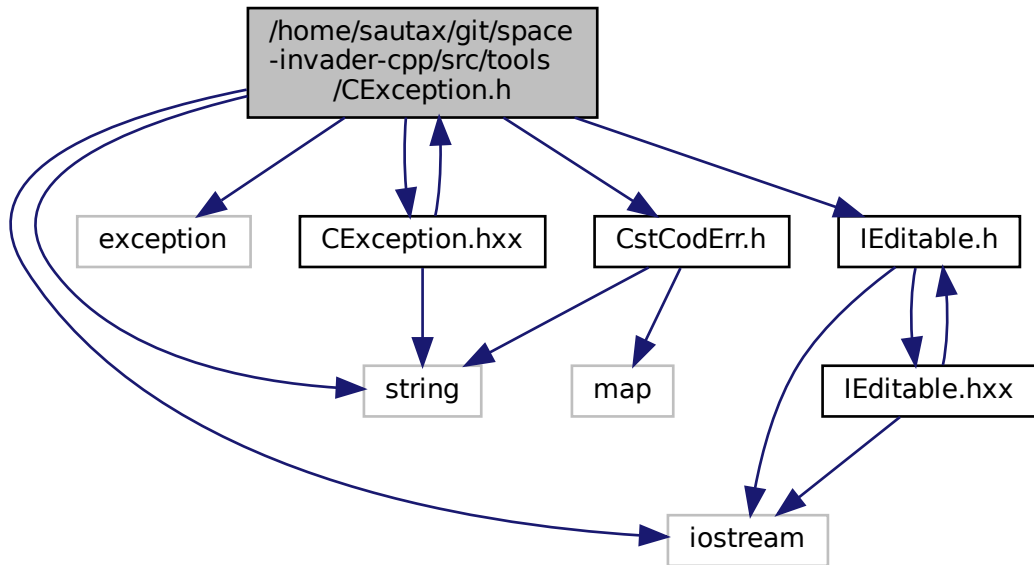 /home/sautax/git/space
-invader-cpp/src/tools
/CException.h
exception
CException.hxx
CstCodErr.h
IEditable.h
string
map
IEditable.hxx
iostream